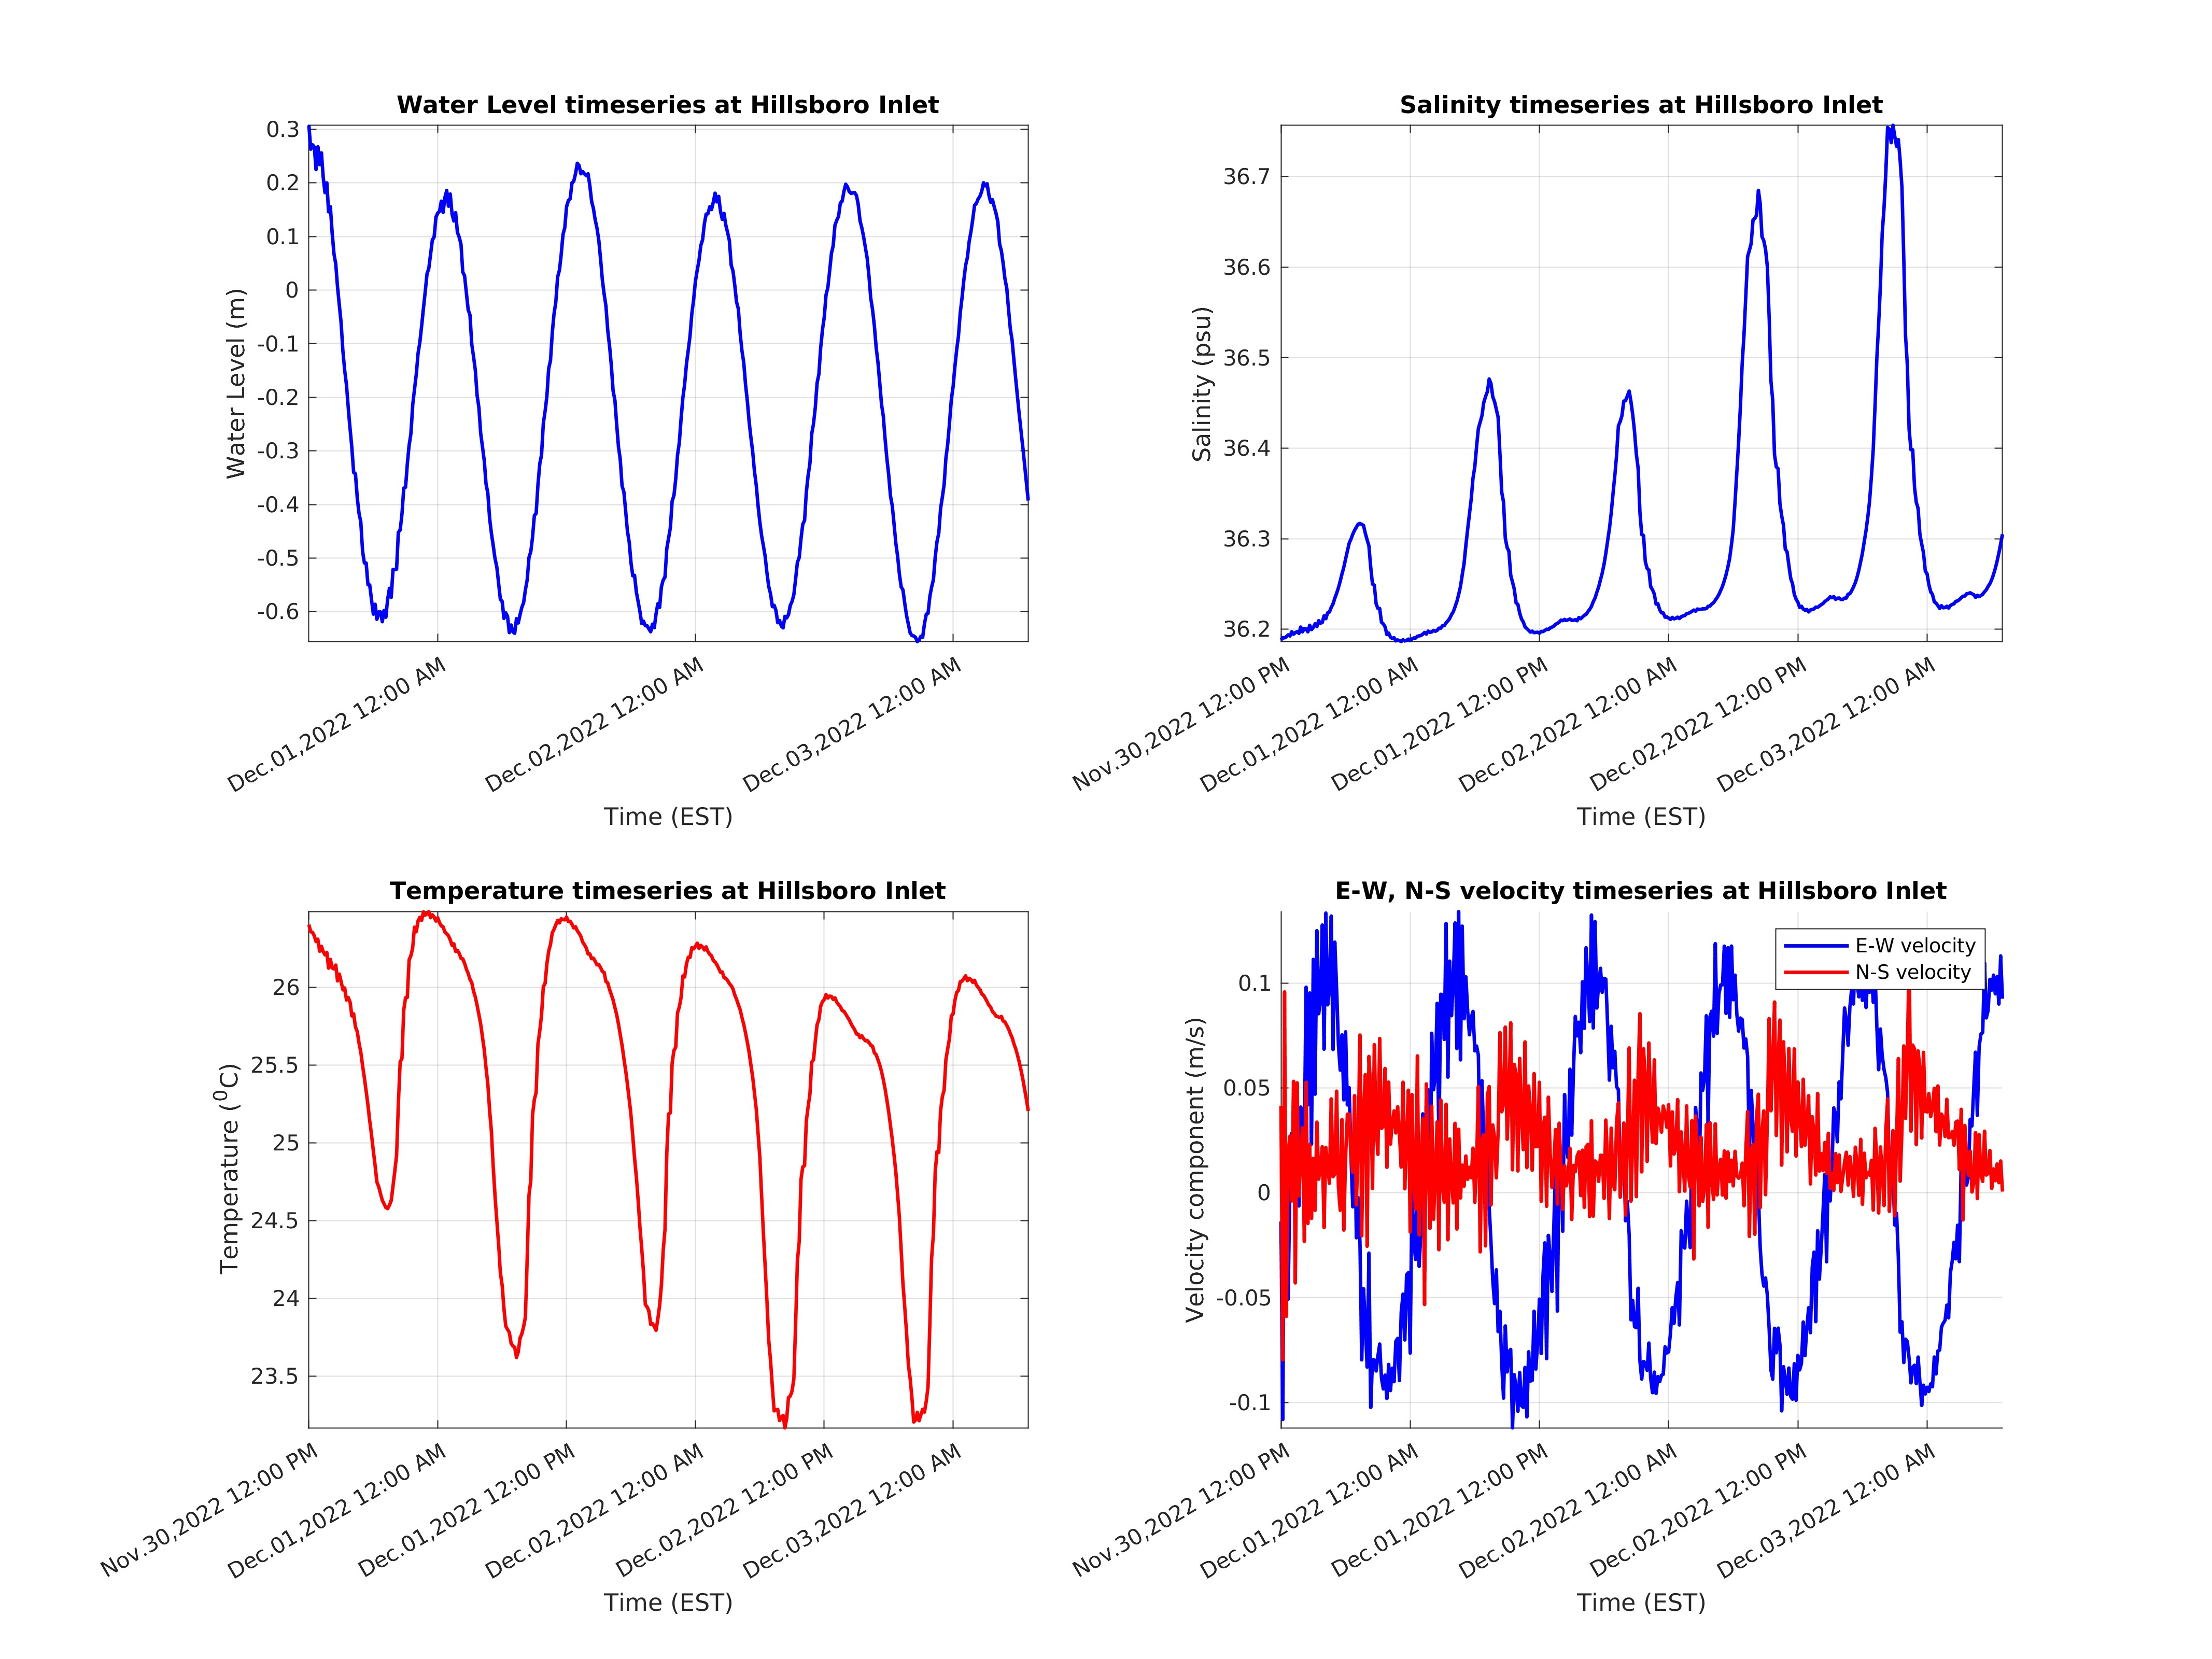 Water Level timeseries at Hillsboro Inlet
0.3
0.2
0.1
0
-0.1
-0.2
-0.3
-0.4
-0.5
-0.6
Water Level (m)
Dec.01,2022 12:00 AM
Dec.02,2022 12:00 AM
Dec.03,2022 12:00 AM
Time (EST)
Salinity timeseries at Hillsboro Inlet
36.7
36.6
36.5
36.4
36.3
36.2
Salinity (psu)
Nov.30,2022 12:00 PM
Dec.01,2022 12:00 AM
Dec.01,2022 12:00 PM
Dec.02,2022 12:00 AM
Dec.02,2022 12:00 PM
Dec.03,2022 12:00 AM
Time (EST)
Temperature timeseries at Hillsboro Inlet
26
25.5
25
24.5
24
23.5
Temperature (⁰C)
Nov.30,2022 12:00 PM
Dec.01,2022 12:00 AM
Dec.01,2022 12:00 PM
Dec.02,2022 12:00 AM
Dec.02,2022 12:00 PM
Dec.03,2022 12:00 AM
Time (EST)
E-W, N-S velocity timeseries at Hillsboro Inlet
E-W velocity
N-S velocity
0.1
0.05
0
-0.05
-0.1
Velocity component (m/s)
Nov.30,2022 12:00 PM
Dec.01,2022 12:00 AM
Dec.01,2022 12:00 PM
Dec.02,2022 12:00 AM
Dec.02,2022 12:00 PM
Dec.03,2022 12:00 AM
Time (EST)